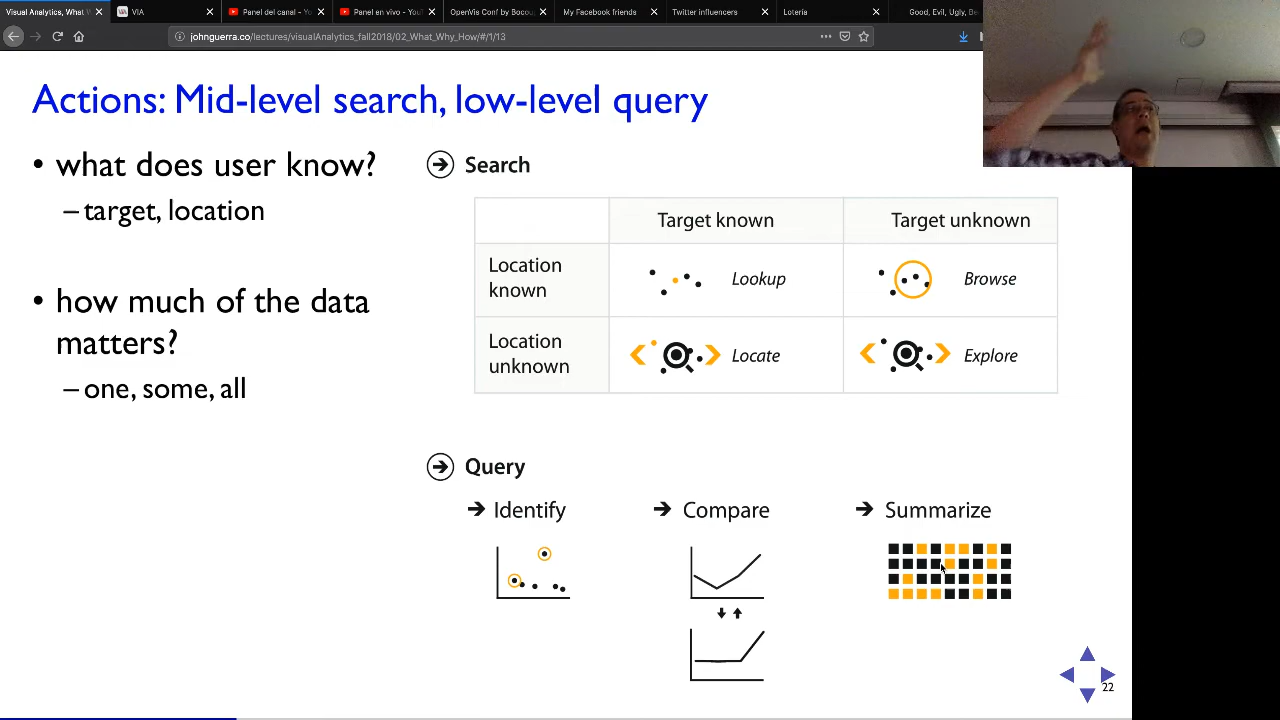 Visual Analytics, What W
VIA
Panel del canal - Yo
Panel en vivo - You
OpenVis Conf by Bocou
My Facebook friends
Twitter influencers
Lotería
Good, Evil, Ugly, Be
johnguerra.co/lectures/visualAnalytics_fall2018/02_What_Why_How/#/1/13
Actions: Mid-level search, low-level query
• what does user know?
– target, location
• how much of the data
matters?
– one, some, all
Search
Target known
Target unknown
Location
known
Lookup
Browse
Location
unknown
Locate
Explore
Query
Identify
Compare
Summarize
22